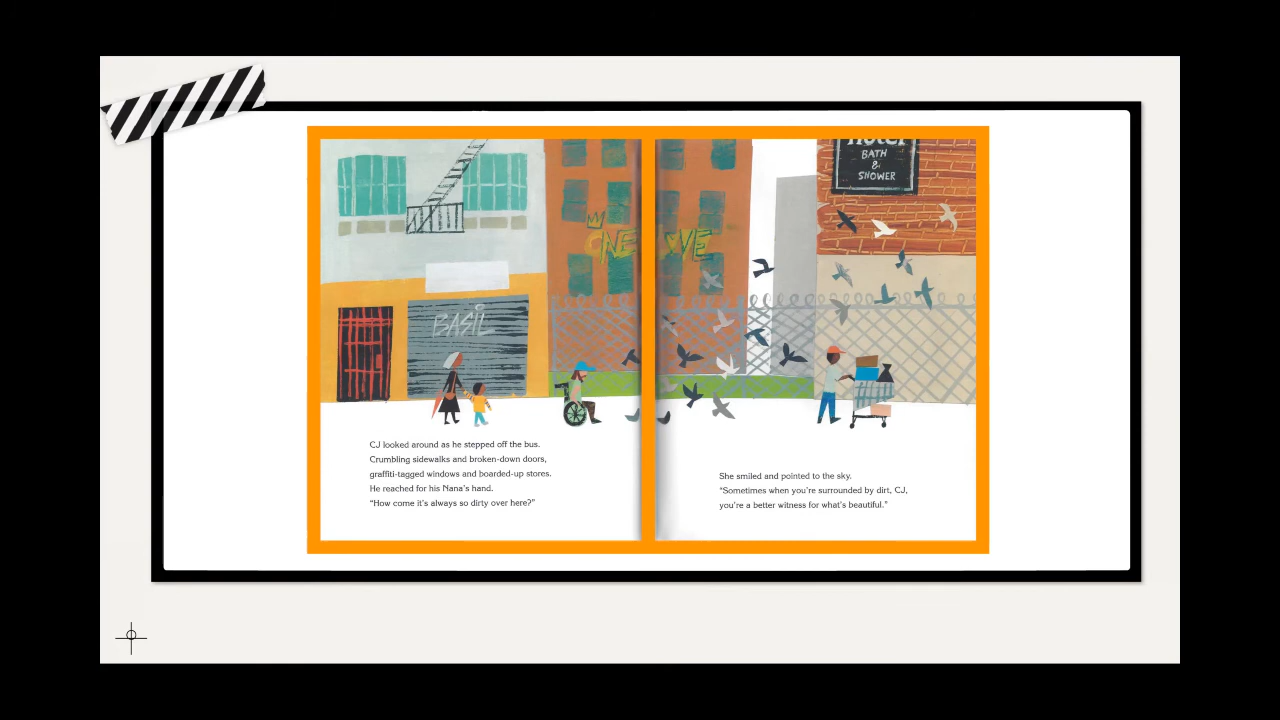 hotel
BATH
&
SHOWER
ONE LOVE
BASIL
CJ looked around as he stepped off the bus.
Crumbling sidewalks and broken-down doors,
graffiti-tagged windows and boarded-up stores.
He reached for his Nana's hand.
"How come it's always so dirty over here?"
She smiled and pointed to the sky.
"Sometimes when you're surrounded by dirt, CJ,
you're a better witness for what's beautiful."